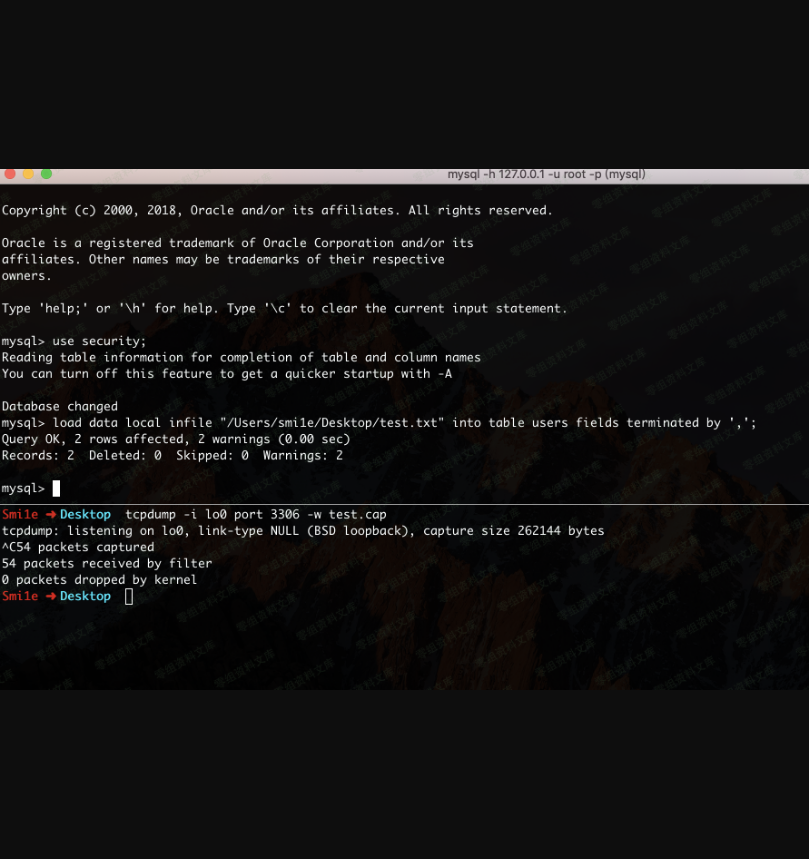 mysql -h 127.0.0.1 -u root -p (mysql)
Copyright (c) 2000, 2018, Oracle and/or its affiliates. All rights reserved.
Oracle is a registered trademark of Oracle Corporation and/or its
affiliates. Other names may be trademarks of their respective
owners.
Type 'help;' or '\h' for help. Type '\c' to clear the current input statement.
mysql> use security;
Reading table information for completion of table and column names
You can turn off this feature to get a quicker startup with -A
Database changed
mysql> load data local infile "/Users/smi1e/Desktop/test.txt" into table users fields terminated by ',';
Query OK, 2 rows affected, 2 warnings (0.00 sec)
Records: 2  Deleted: 0  Skipped: 0  Warnings: 2
mysql>
Smi1e ➜ Desktop  tcpdump -i lo0 port 3306 -w test.cap
tcpdump: listening on lo0, link-type NULL (BSD loopback), capture size 262144 bytes
^C54 packets captured
54 packets received by filter
0 packets dropped by kernel
Smi1e ➜ Desktop